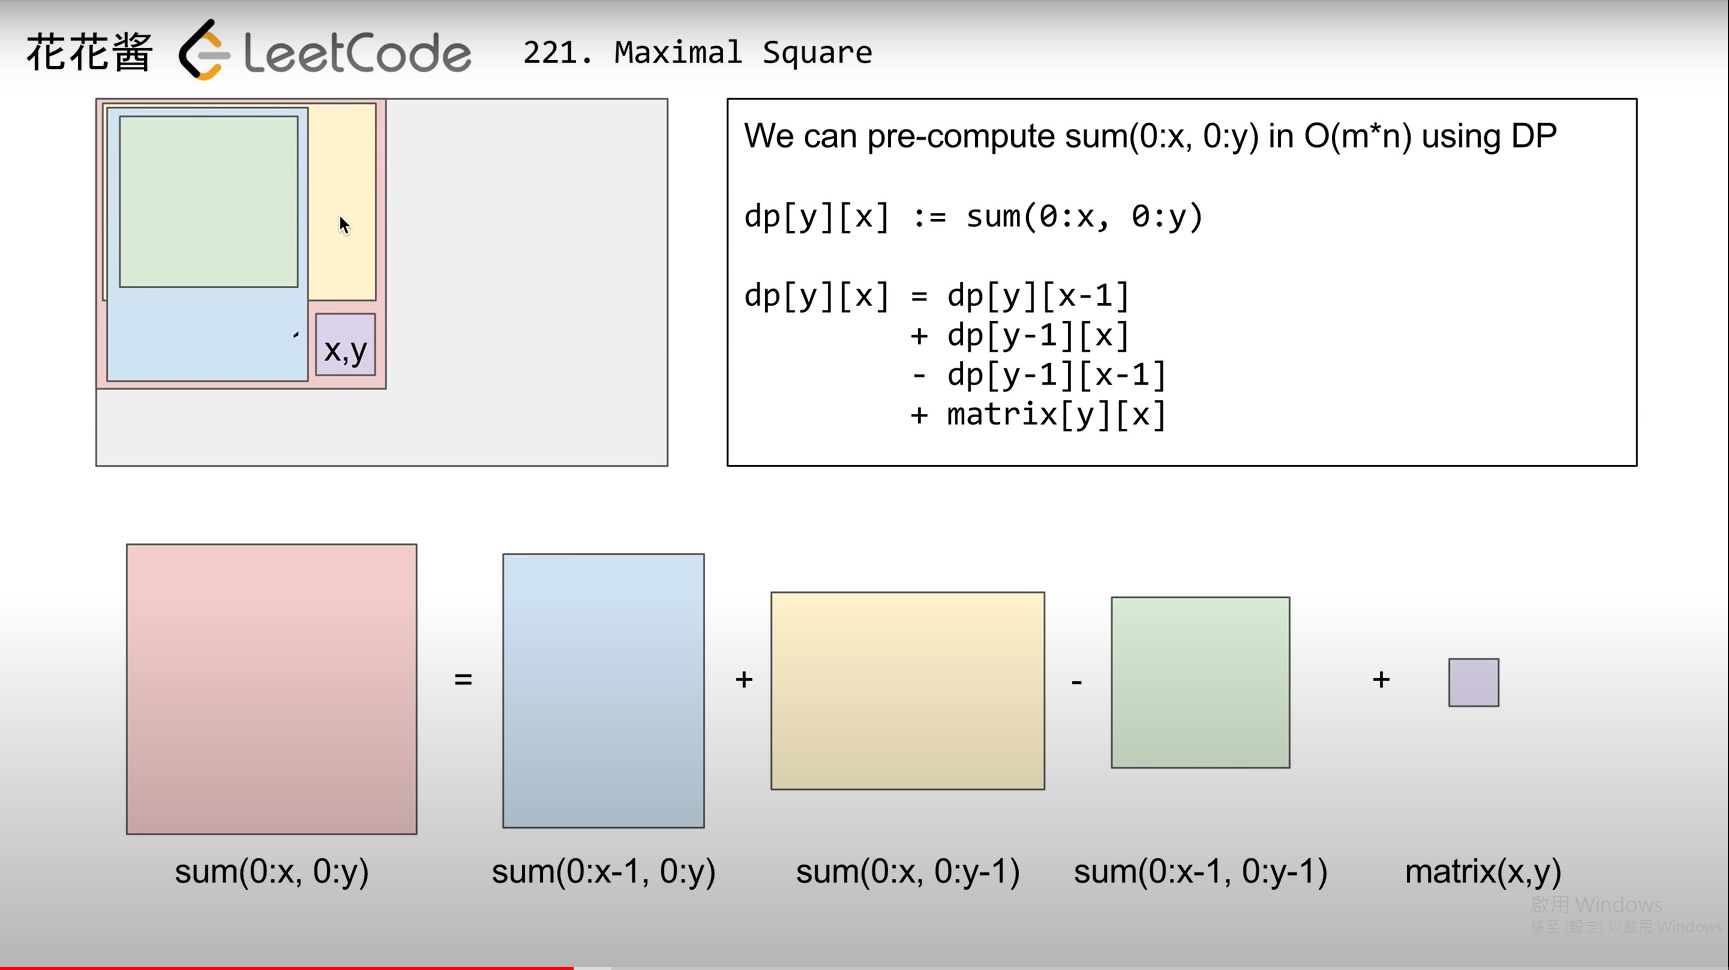 花花酱 LeetCode 221. Maximal Square
x,y
We can pre-compute sum(0:x, 0:y) in O(m*n) using DP
dp[y][x] := sum(0:x, 0:y)
dp[y][x] = dp[y][x-1]
+ dp[y-1][x]
- dp[y-1][x-1]
+ matrix[y][x]
= + - +
sum(0:x, 0:y) sum(0:x-1, 0:y) sum(0:x, 0:y-1) sum(0:x-1, 0:y-1) matrix(x,y)
啟用 Windows
移至 [設定] 以啟用 Windows